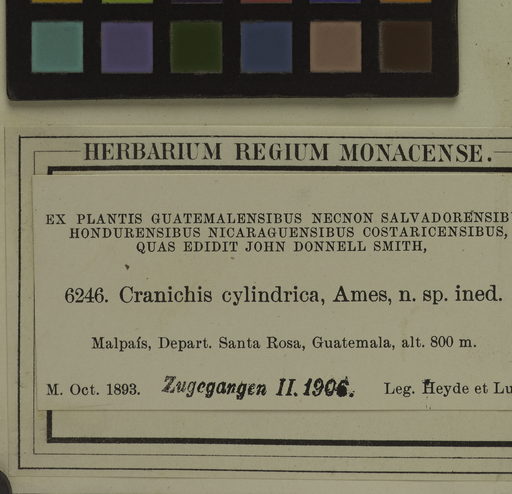 HERBARIUM REGIUM MONACENSE.
EX PLANTIS GUATEMALENSIBUS NECNON SALVADORENSIB
HONDURENSIBUS NICARAGUENSIBUS COSTARICENSIBUS,
QUAS EDIDIT JOHN DONNELL SMITH,
6246. Cranichis cylindrica, Ames, n. sp. ined.
Malpaís, Depart. Santa Rosa, Guatemala, alt. 800 m.
M. Oct. 1893. Zugegangen II. 1906. Leg. Heyde et Lu